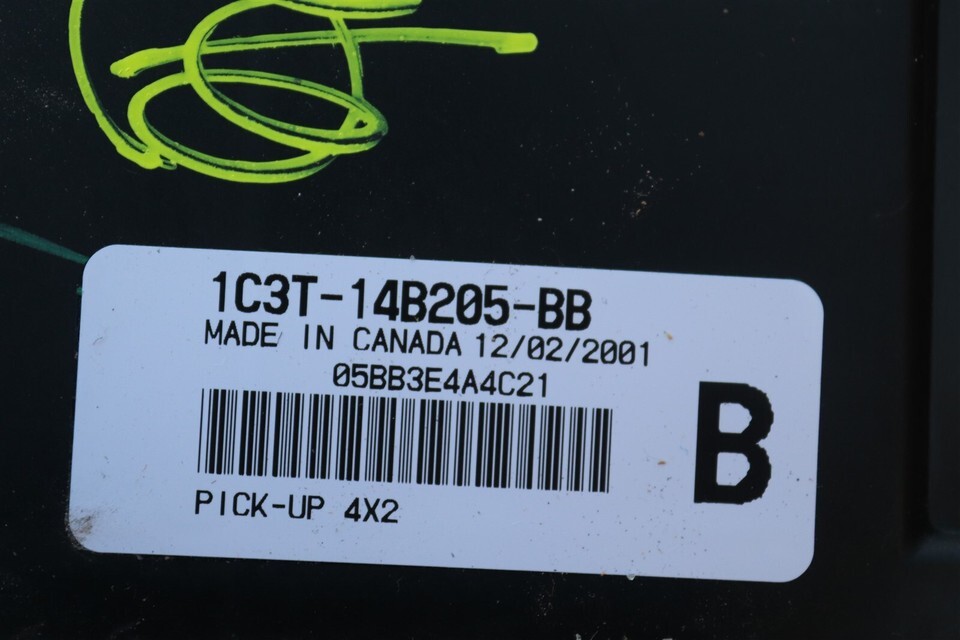 1C3T-14B205-BB
MADE IN CANADA 12/02/2001
05BB3E4A4C21
B
PICK-UP 4X2